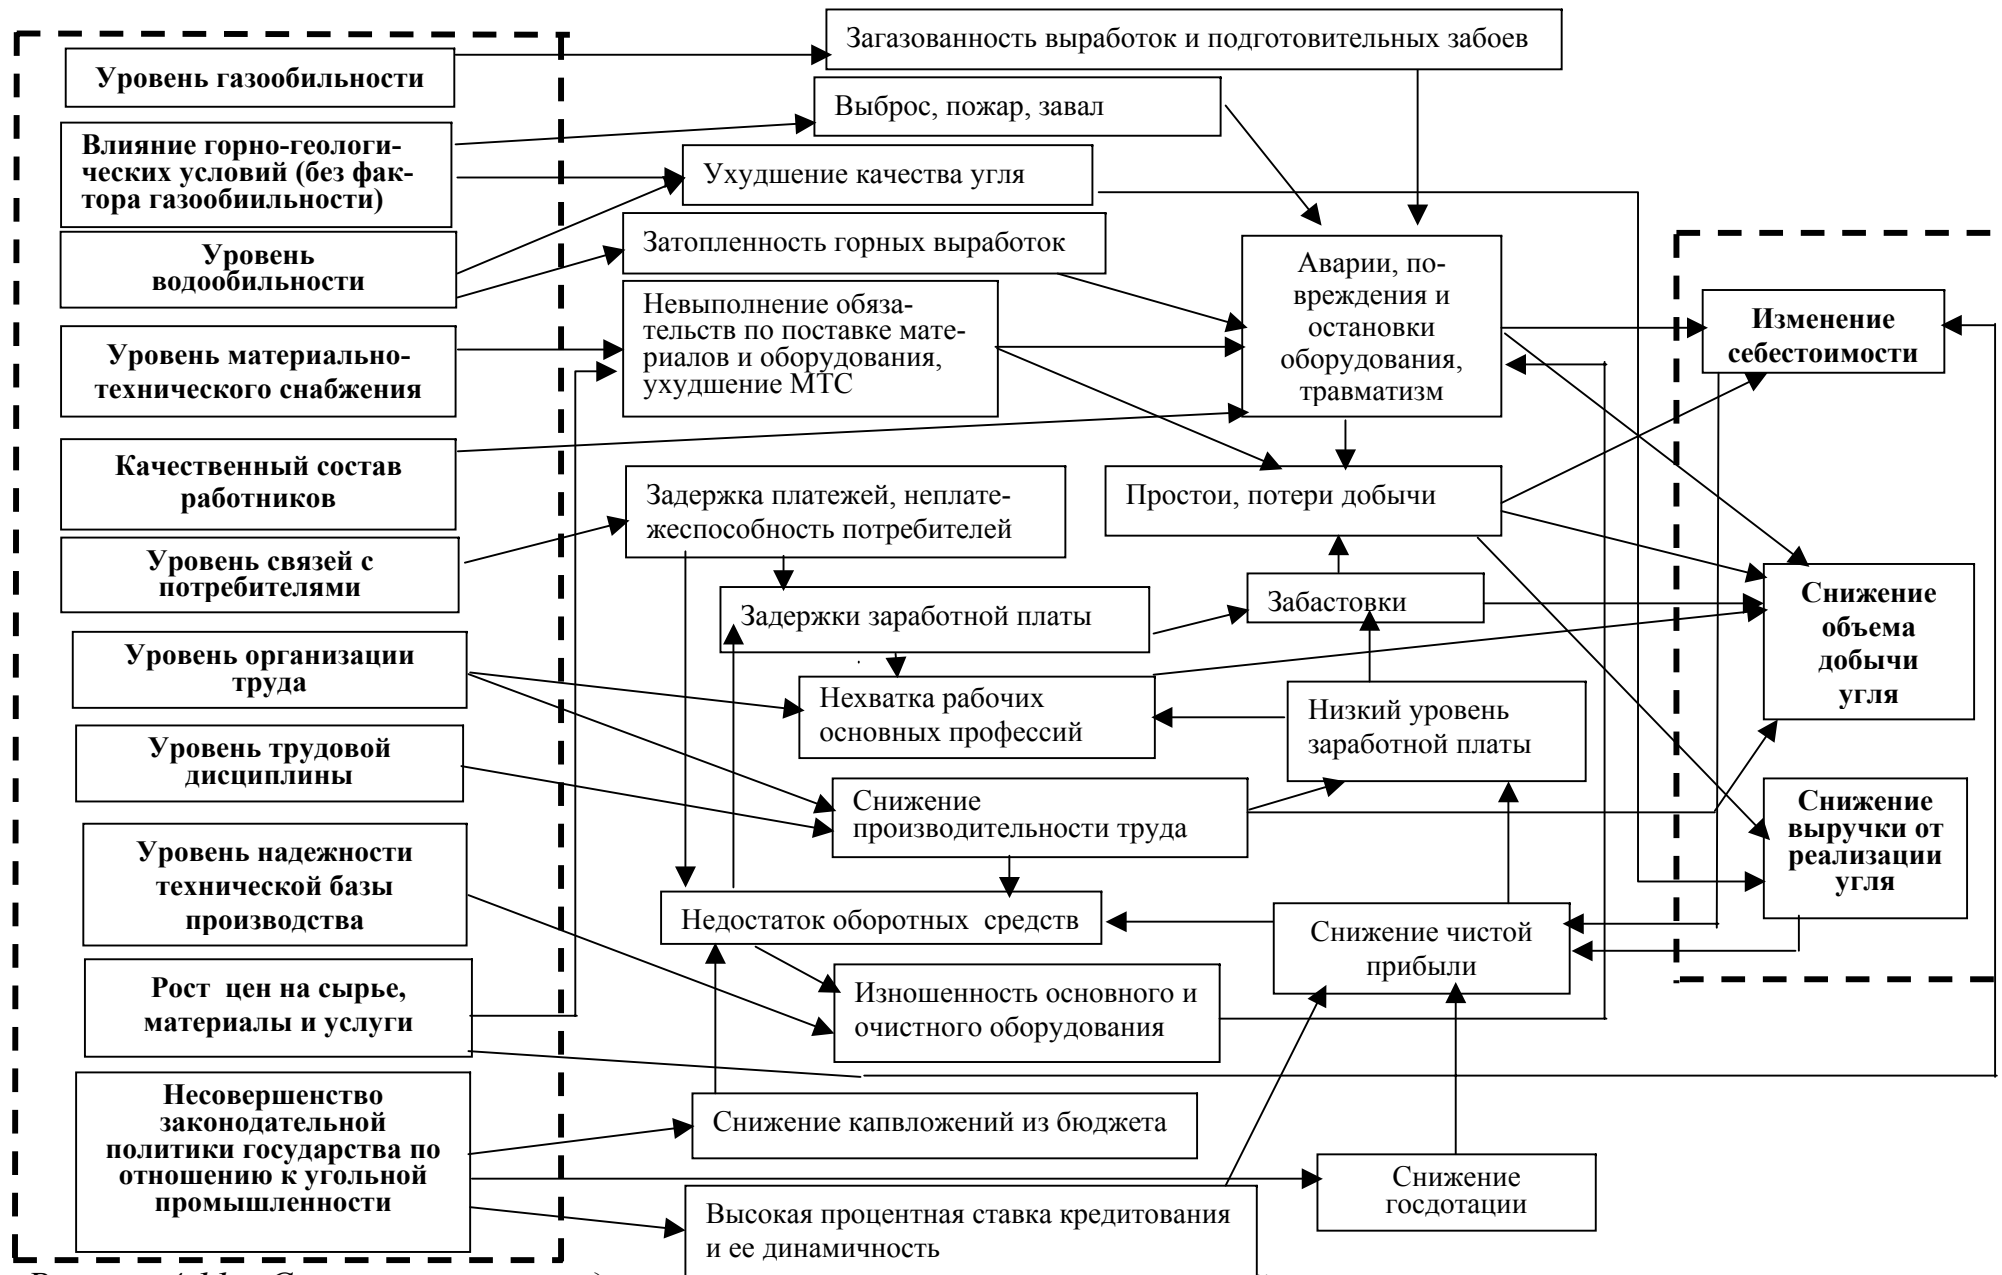 Загазованность выработок и подготовительных забоев
Уровень газообильности
Выброс, пожар, завал
Влияние горно-геологи-
ческих условий (без фак-
тора газообиильности)
Ухудшение качества угля
Уровень
водообильности
Затопленность горных выработок
Аварии, по-
вреждения и
остановки
оборудования,
травматизм
Невыполнение обяза-
тельств по поставке мате-
риалов и оборудования,
ухудшение МТС
Изменение
себестоимости
Уровень материально-
технического снабжения
Качественный состав
работников
Задержка платежей, неплате-
жеспособность потребителей
Простои, потери добычи
Уровень связей с
потребителями
Задержки заработной платы
Забастовки
Снижение
объема
добычи
угля
Уровень организации
труда
Нехватка рабочих
основных профессий
Низкий уровень
заработной платы
Уровень трудовой
дисциплины
Снижение
производительности труда
Снижение
выручки от
реализации
угля
Уровень надежности
технической базы
производства
Недостаток оборотных средств
Снижение чистой
прибыли
Рост цен на сырье,
материалы и услуги
Изношенность основного и
очистного оборудования
Несовершенство
законодательной
политики государства по
отношению к угольной
промышленности
Снижение капвложений из бюджета
Снижение
госдотации
Высокая процентная ставка кредитования
и ее динамичность